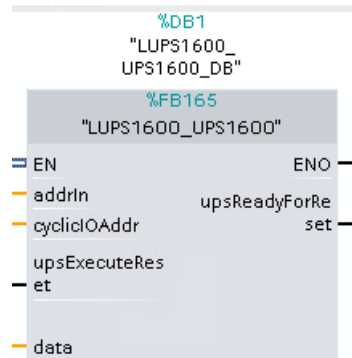 %DB1
"LUPS1600_
UPS1600_DB"
%FB165
"LUPS1600_UPS1600"
EN ENO
addrIn upsReadyForRe
cyclicIOAddr set
upsExecuteRes
et
data